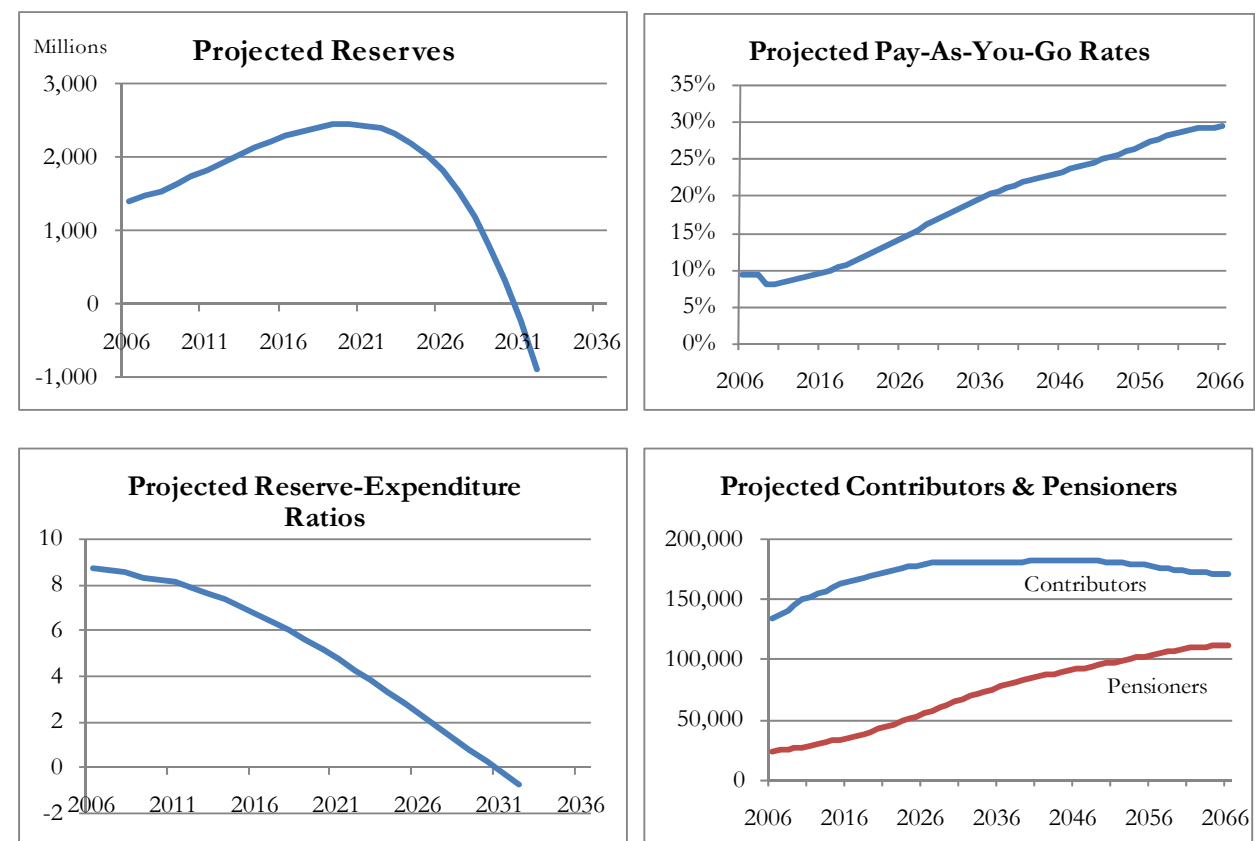 Millions
Projected Reserves
3,000
2,000
1,000
0
-1,000
2006 2011 2016 2021 2026 2031 2036
Projected Pay-As-You-Go Rates
35%
30%
25%
20%
15%
10%
5%
0%
2006 2016 2026 2036 2046 2056 2066
Projected Reserve-Expenditure
Ratios
10
8
6
4
2
0
-2
2006 2011 2016 2021 2026 2031 2036
Projected Contributors & Pensioners
200,000
150,000
100,000
50,000
0
Contributors
Pensioners
2006 2016 2026 2036 2046 2056 2066